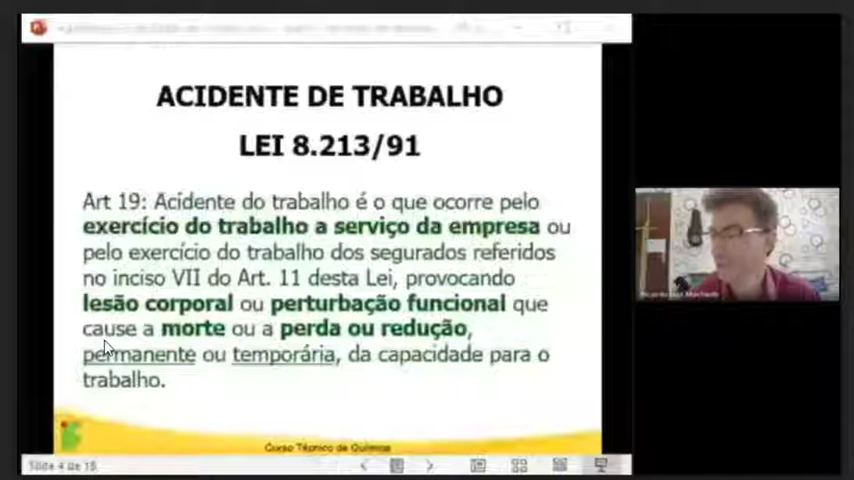 ACIDENTE DE TRABALHO
LEI 8.213/91
Art 19: Acidente do trabalho é o que ocorre pelo
exercício do trabalho a serviço da empresa ou
pelo exercício do trabalho dos segurados referidos
no inciso VII do Art. 11 desta Lei, provocando
lesão corporal ou perturbação funcional que
cause a morte ou a perda ou redução,
permanente ou temporária, da capacidade para o
trabalho.
Curso Técnico de Química
Slide 4 de 15
Machado